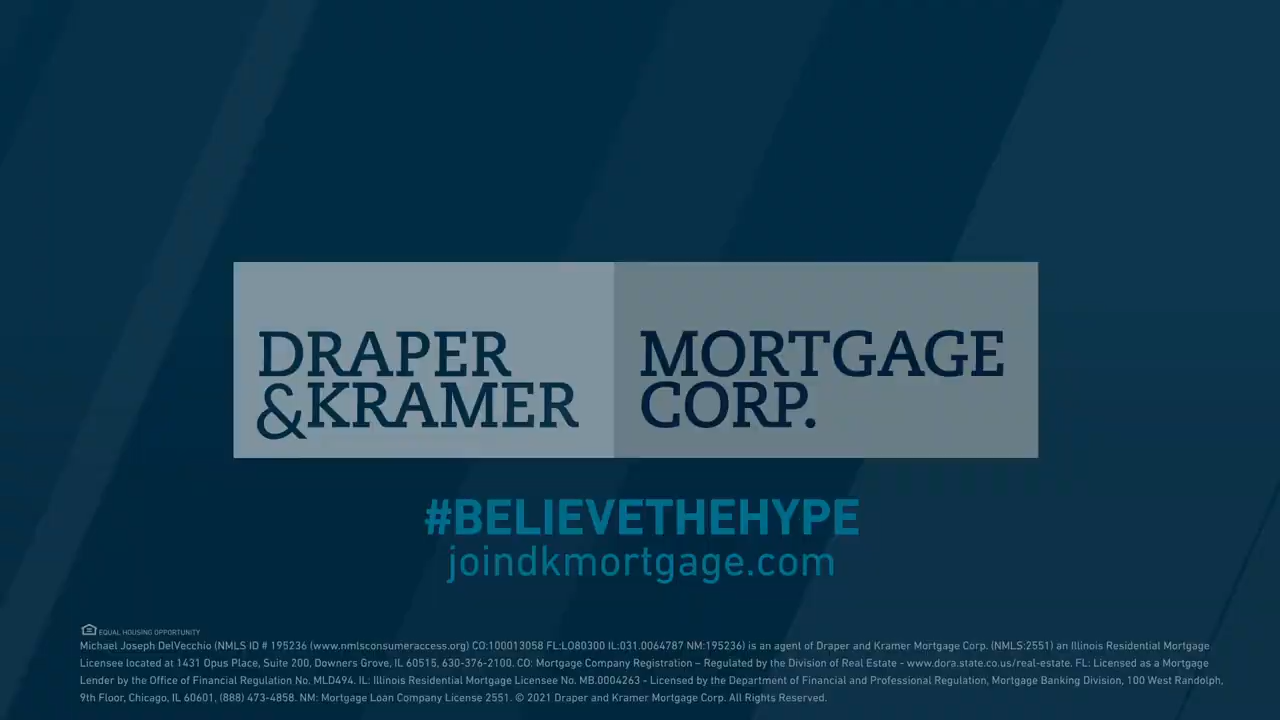 DRAPER
&KRAMER
MORTGAGE
CORP.
#BELIEVETHEHYPE
joindkmortgage.com
EQUAL HOUSING OPPORTUNITY
Michael Joseph DelVecchio (NMLS ID # 195236 (www.nmlsconsumeraccess.org) CO:100013058 FL:LO80300 IL:031.0064787 NM:195236) is an agent of Draper and Kramer Mortgage Corp. (NMLS:2551) an Illinois Residential Mortgage
Licensee located at 1431 Opus Place, Suite 200, Downers Grove, IL 60515, 630-376-2100. CO: Mortgage Company Registration – Regulated by the Division of Real Estate - www.dora.state.co.us/real-estate. FL: Licensed as a Mortgage
Lender by the Office of Financial Regulation No. MLD494. IL: Illinois Residential Mortgage Licensee No. MB.0004263 - Licensed by the Department of Financial and Professional Regulation, Mortgage Banking Division, 100 West Randolph,
9th Floor, Chicago, IL 60601, (888) 473-4858. NM: Mortgage Loan Company License 2551. © 2021 Draper and Kramer Mortgage Corp. All Rights Reserved.